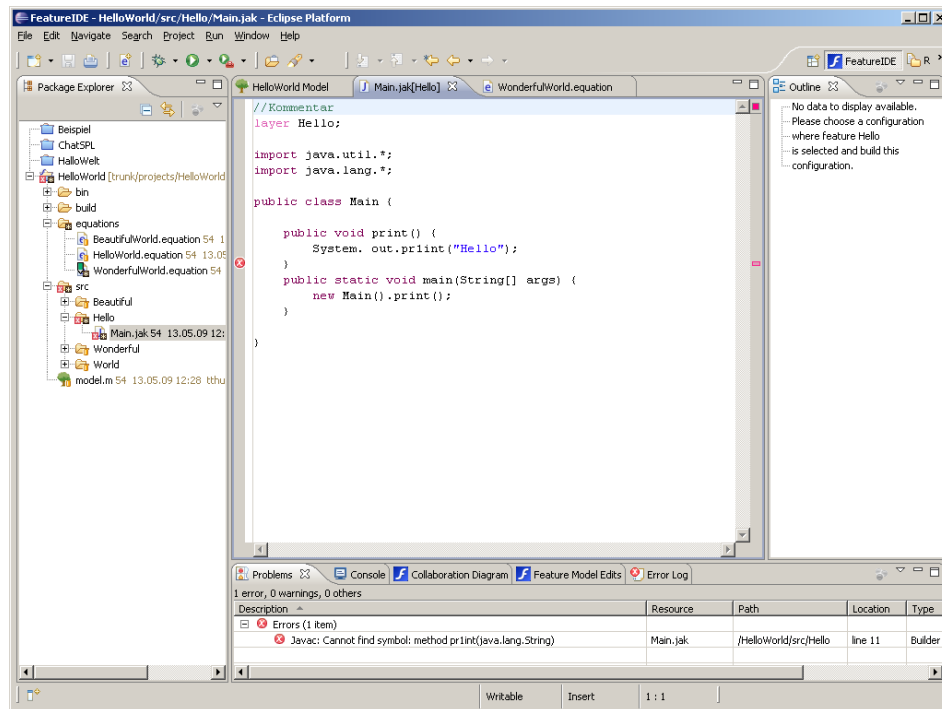 FeatureIDE - HelloWorld/src/Hello/Main.jak - Eclipse Platform
File Edit Navigate Search Project Run Window Help
FeatureIDE R
Package Explorer
HelloWorld Model
Main.jak[Hello]
WonderfulWorld.equation
Outline
Beispiel
ChatSPL
HalloWelt
HelloWorld [trunk/projects/HelloWorld
bin
build
equations
BeautifulWorld.equation 54 1
HelloWorld.equation 54 13.05
WonderfulWorld.equation 54
src
Beautiful
Hello
Main.jak 54 13.05.09 12:
Wonderful
World
model.m 54 13.05.09 12:28 tthu
//Kommentar
layer Hello;
import java.util.*;
import java.lang.*;
public class Main {
public void print() {
System. out.pr1int("Hello");
}
public static void main(String[] args) {
new Main().print();
}
}
No data to display available.
Please choose a configuration
where feature Hello
is selected and build this
configuration.
Problems
Console
Collaboration Diagram
Feature Model Edits
Error Log
1 error, 0 warnings, 0 others
Description Resource Path Location Type
Errors (1 item)
Javac: Cannot find symbol: method pr1int(java.lang.String) Main.jak /HelloWorld/src/Hello line 11 Builder
Writable Insert 1 : 1